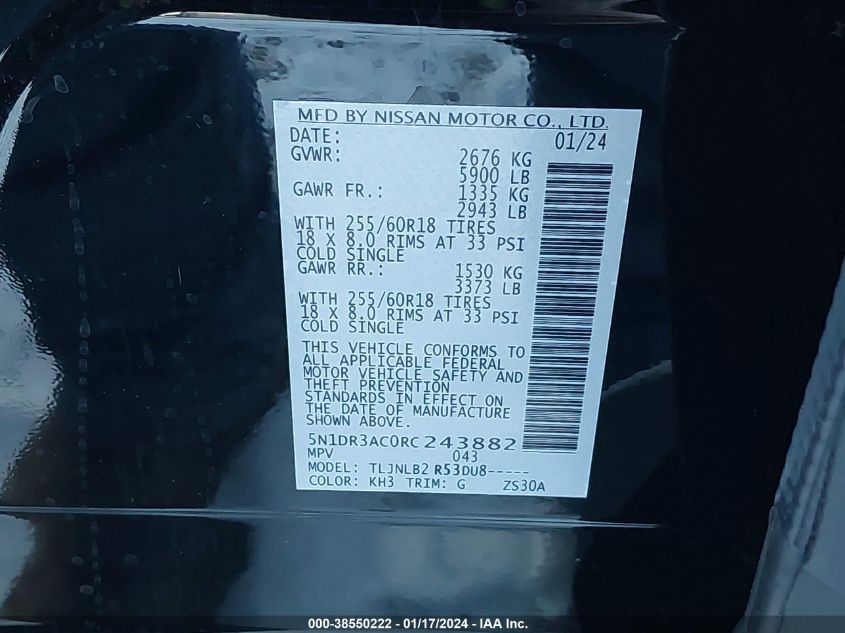 MFD BY NISSAN MOTOR CO., LTD.
DATE: 01/24
GVWR: 2676 KG
5900 LB
GAWR FR.: 1335 KG
2943 LB
WITH 255/60R18 TIRES
18 X 8.0 RIMS AT 33 PSI
COLD SINGLE
GAWR RR.: 1530 KG
3373 LB
WITH 255/60R18 TIRES
18 X 8.0 RIMS AT 33 PSI
COLD SINGLE
THIS VEHICLE CONFORMS TO
ALL APPLICABLE FEDERAL
MOTOR VEHICLE SAFETY AND
THEFT PREVENTION
STANDARDS IN EFFECT ON
THE DATE OF MANUFACTURE
SHOWN ABOVE.
5N1DR3AC0RC243882
MPV 043
MODEL: TLJNLB2 R53DU8-----
COLOR: KH3 TRIM: G ZS30A
000-38550222 - 01/17/2024 - IAA Inc.